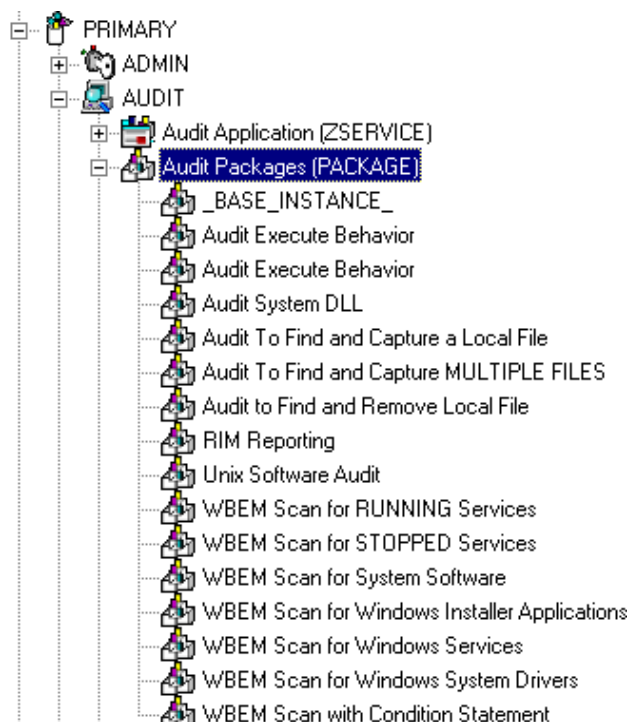 PRIMARY
ADMIN
AUDIT
Audit Application (ZSERVICE)
Audit Packages (PACKAGE)
_BASE_INSTANCE_
Audit Execute Behavior
Audit Execute Behavior
Audit System DLL
Audit To Find and Capture a Local File
Audit To Find and Capture MULTIPLE FILES
Audit to Find and Remove Local File
RIM Reporting
Unix Software Audit
WBEM Scan for RUNNING Services
WBEM Scan for STOPPED Services
WBEM Scan for System Software
WBEM Scan for Windows Installer Applications
WBEM Scan for Windows Services
WBEM Scan for Windows System Drivers
WBEM Scan with Condition Statement